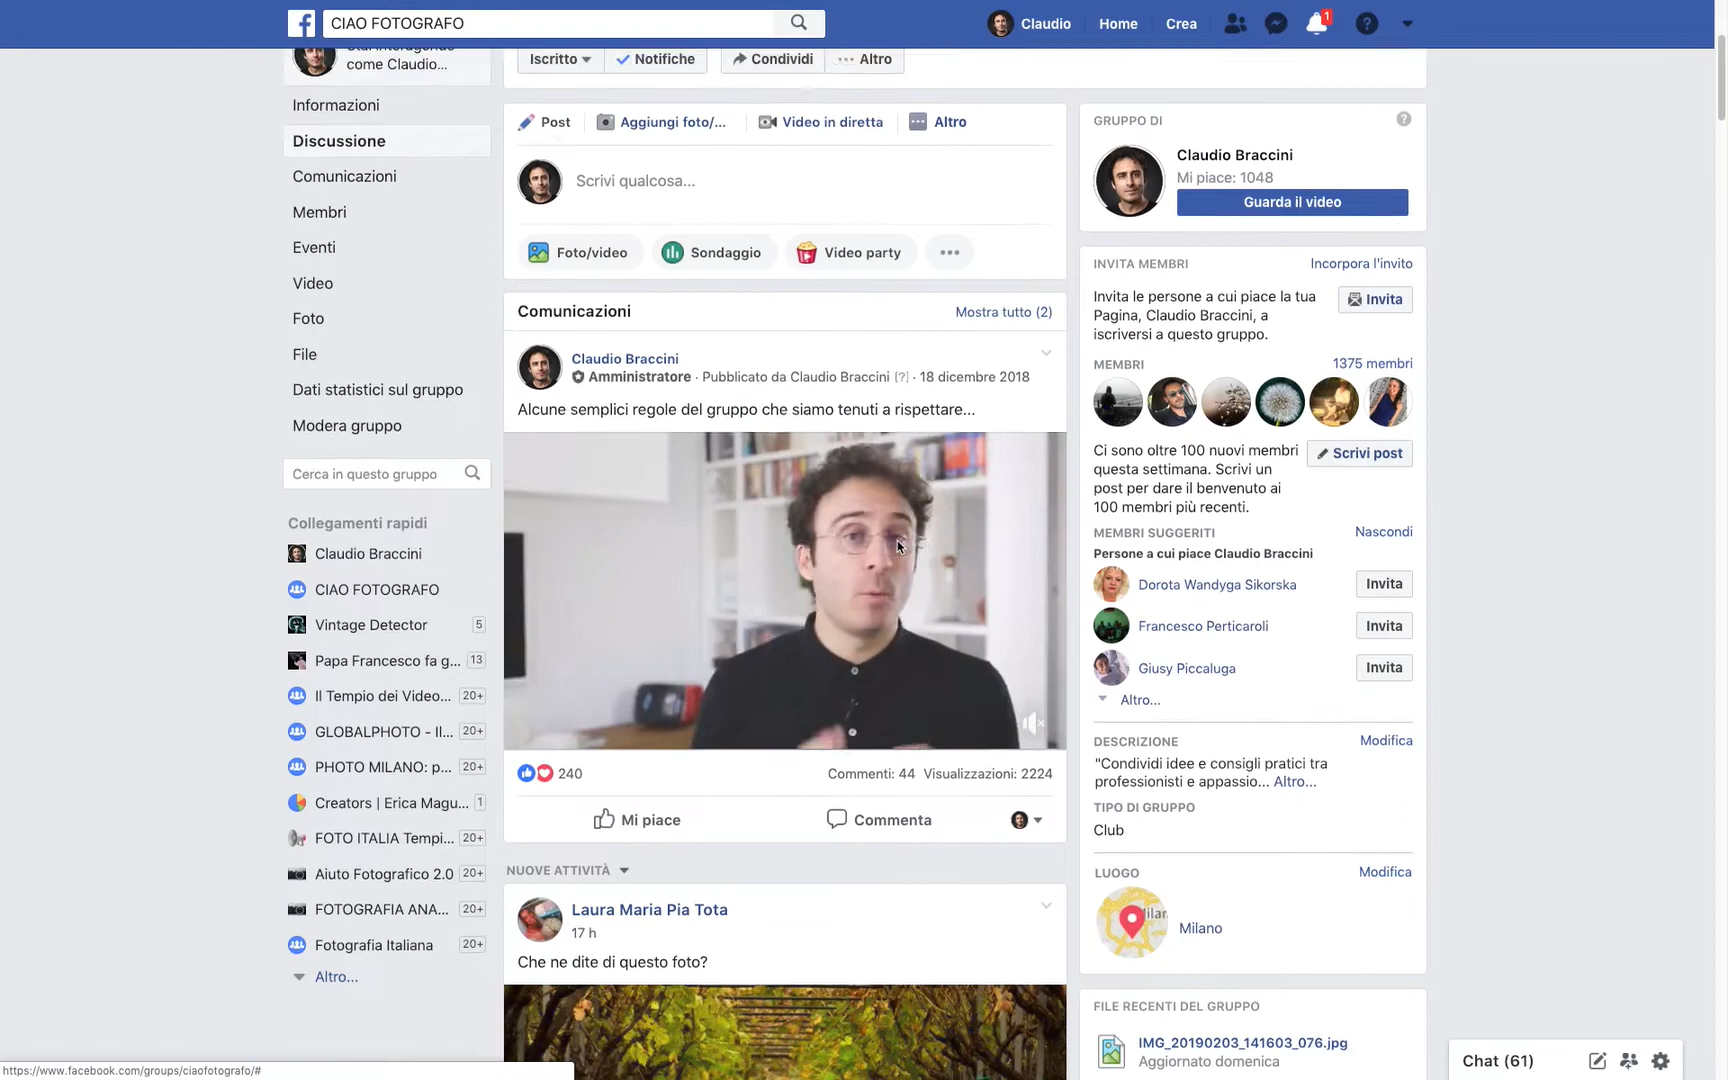 CIAO FOTOGRAFO
Claudio
Home
Crea
1
come Claudio...
Informazioni
Discussione
Comunicazioni
Membri
Eventi
Video
Foto
File
Dati statistici sul gruppo
Modera gruppo
Cerca in questo gruppo
Collegamenti rapidi
Claudio Braccini
CIAO FOTOGRAFO
Vintage Detector 5
Papa Francesco fa g... 13
Il Tempio dei Video... 20+
GLOBALPHOTO - Il... 20+
PHOTO MILANO: p... 20+
Creators | Erica Magu... 1
FOTO ITALIA Tempi... 20+
Aiuto Fotografico 2.0 20+
FOTOGRAFIA ANA... 20+
Fotografia Italiana 20+
Altro...
Iscritto
Notifiche
Condividi
Altro
Post
Aggiungi foto/...
Video in diretta
Altro
Scrivi qualcosa...
Foto/video
Sondaggio
Video party
Comunicazioni
Mostra tutto (2)
Claudio Braccini
Amministratore · Pubblicato da Claudio Braccini [?] · 18 dicembre 2018
Alcune semplici regole del gruppo che siamo tenuti a rispettare...
240
Commenti: 44 Visualizzazioni: 2224
Mi piace
Commenta
NUOVE ATTIVITÀ
Laura Maria Pia Tota
17 h
Che ne dite di questo foto?
GRUPPO DI
Claudio Braccini
Mi piace: 1048
Guarda il video
INVITA MEMBRI
Incorpora l'invito
Invita le persone a cui piace la tua
Pagina, Claudio Braccini, a
iscriversi a questo gruppo.
Invita
MEMBRI
1375 membri
Ci sono oltre 100 nuovi membri
questa settimana. Scrivi un
post per dare il benvenuto ai
100 membri più recenti.
Scrivi post
MEMBRI SUGGERITI
Nascondi
Persone a cui piace Claudio Braccini
Dorota Wandyga Sikorska
Invita
Francesco Perticaroli
Invita
Giusy Piccaluga
Invita
Altro...
DESCRIZIONE
Modifica
"Condividi idee e consigli pratici tra
professionisti e appassio... Altro...
TIPO DI GRUPPO
Club
LUOGO
Modifica
Milano
FILE RECENTI DEL GRUPPO
IMG_20190203_141603_076.jpg
Aggiornato domenica
Chat (61)
https://www.facebook.com/groups/ciaofotografo/#